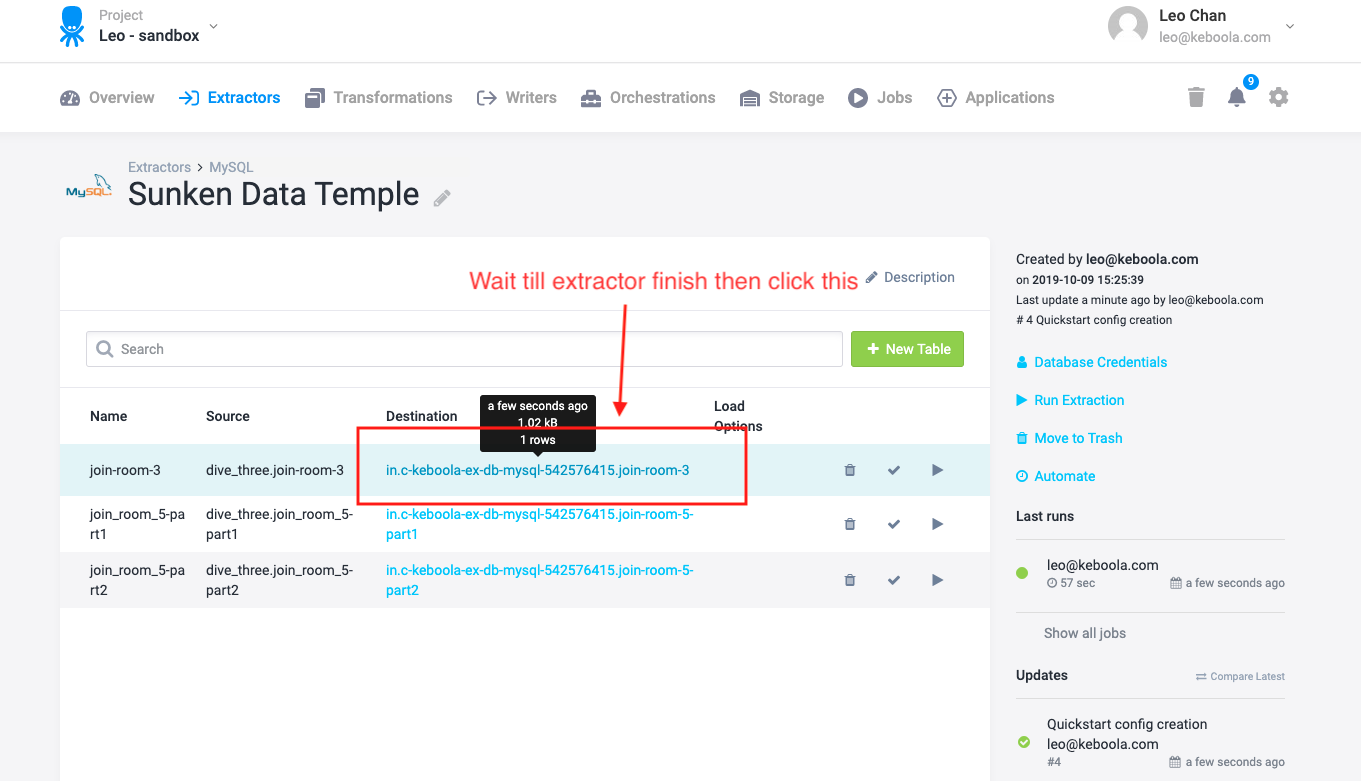 Project
Leo - sandbox
Leo Chan
leo@keboola.com
Overview
Extractors
Transformations
Writers
Orchestrations
Storage
Jobs
Applications
9
Extractors > MySQL
MySQL
Sunken Data Temple
Wait till extractor finish then click this
Description
Search
+ New Table
Name
Source
Destination
Load
Options
a few seconds ago
1.02 kB
1 rows
join-room-3
dive_three.join-room-3
in.c-keboola-ex-db-mysql-542576415.join-room-3
join_room_5-pa
rt1
dive_three.join_room_5-
part1
in.c-keboola-ex-db-mysql-542576415.join-room-5-
part1
join_room_5-pa
rt2
dive_three.join_room_5-
part2
in.c-keboola-ex-db-mysql-542576415.join-room-5-
part2
Created by leo@keboola.com
on 2019-10-09 15:25:39
Last update a minute ago by leo@keboola.com
# 4 Quickstart config creation
Database Credentials
Run Extraction
Move to Trash
Automate
Last runs
leo@keboola.com
57 sec
a few seconds ago
Show all jobs
Updates
Compare Latest
Quickstart config creation
leo@keboola.com
#4
a few seconds ago